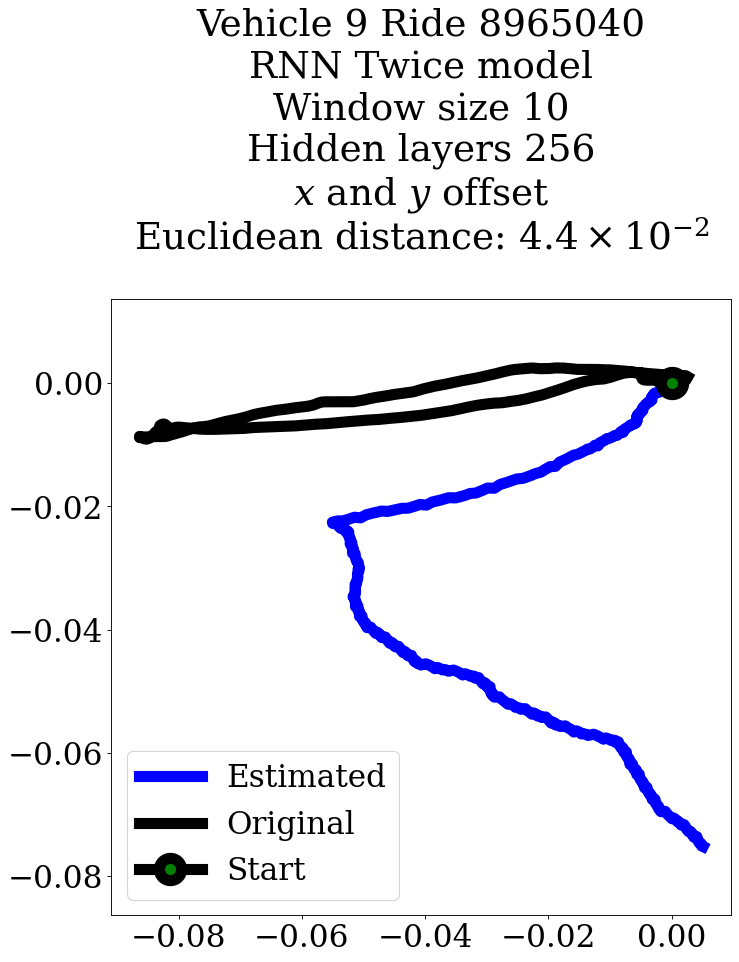 Vehicle 9 Ride 8965040
RNN Twice model
Window size 10
Hidden layers 256
x and y offset
Euclidean distance: 4.4 × 10⁻²
0.00
−0.02
−0.04
−0.06
−0.08
Estimated
Original
Start
−0.08 −0.06 −0.04 −0.02 0.00